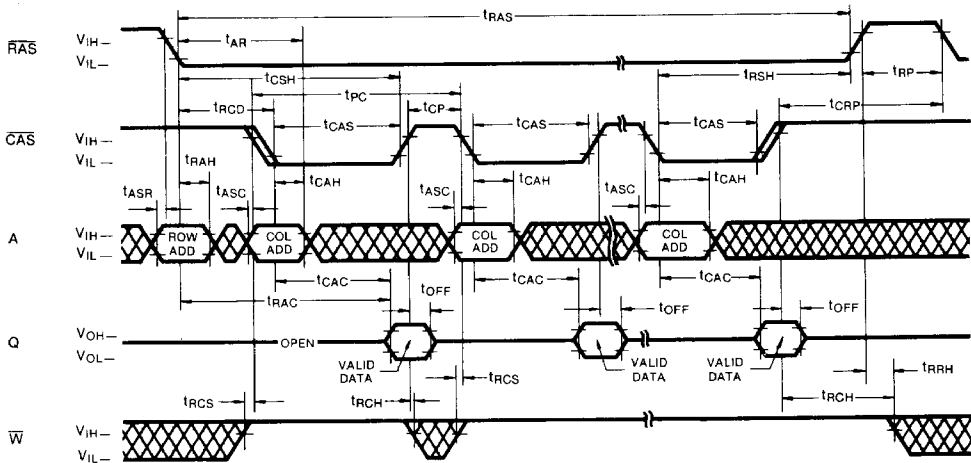 tRAS
RAS
VIH
VIL
tAR
tCSH
tRSH
tRP
tPC
tRCD
tCP
tCRP
CAS
VIH
VIL
tCAS
tCAS
tCAS
tRAH
tCAH
tCAH
tCAH
tASR
tASC
tASC
tASC
A
VIH
VIL
ROW ADD
COL ADD
COL ADD
COL ADD
tCAC
tCAC
tCAC
tRAC
tOFF
tOFF
tOFF
Q
VOH
VOL
OPEN
VALID DATA
VALID DATA
VALID DATA
tRCS
tRRH
tRCS
tRCH
tRCH
W
VIH
VIL